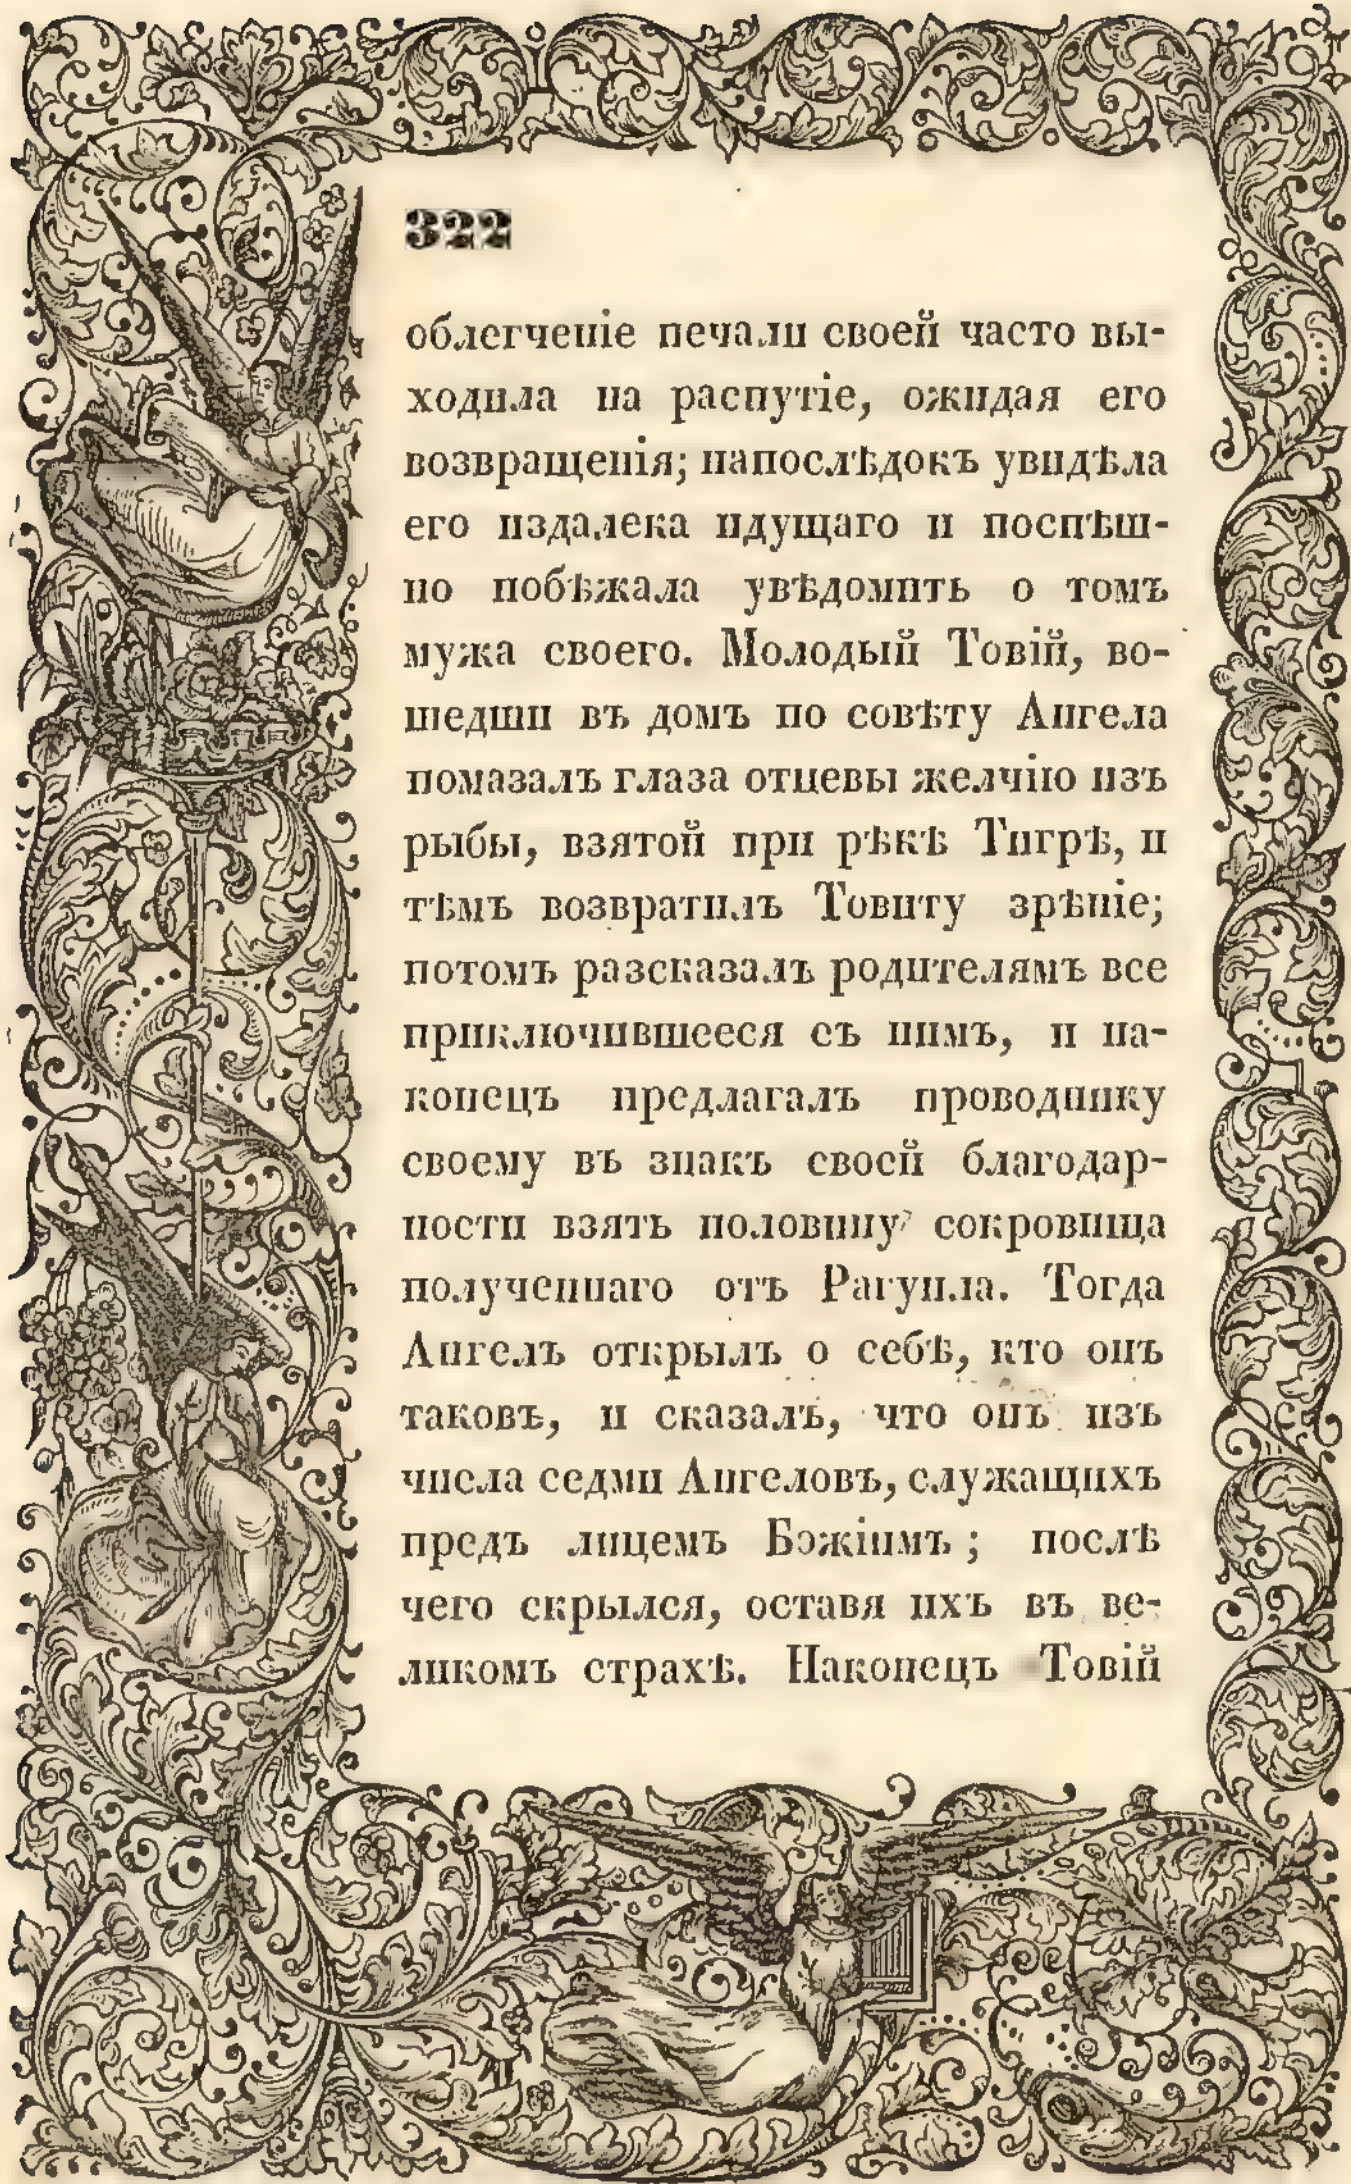 322
облегченіе печали своей часто вы-
ходила на распутіе, ожидая его
возвращенія; напослѣдокъ увидѣла
его издалека идущаго и поспѣш-
но побѣжала увѣдомить о томъ
мужа своего. Молодый Товій, во-
шедши въ домъ по совѣту Ангела
помазалъ глаза отцевы желчію изъ
рыбы, взятой при рѣкѣ Тигрѣ, и
тѣмъ возвратилъ Товиту зрѣніе;
потомъ разсказалъ родителямъ все
приключившееся съ нимъ, и на-
конецъ предлагалъ проводнику
своему въ знакъ своей благодар-
ности взять половину сокровища
полученнаго отъ Рагуила. Тогда
Ангелъ открылъ о себѣ, кто онъ
таковъ, и сказалъ, что онъ изъ
числа седми Ангеловъ, служащихъ
предъ лицемъ Божіимъ; послѣ
чего скрылся, оставя ихъ въ ве-
ликомъ страхѣ. Наконецъ Товій